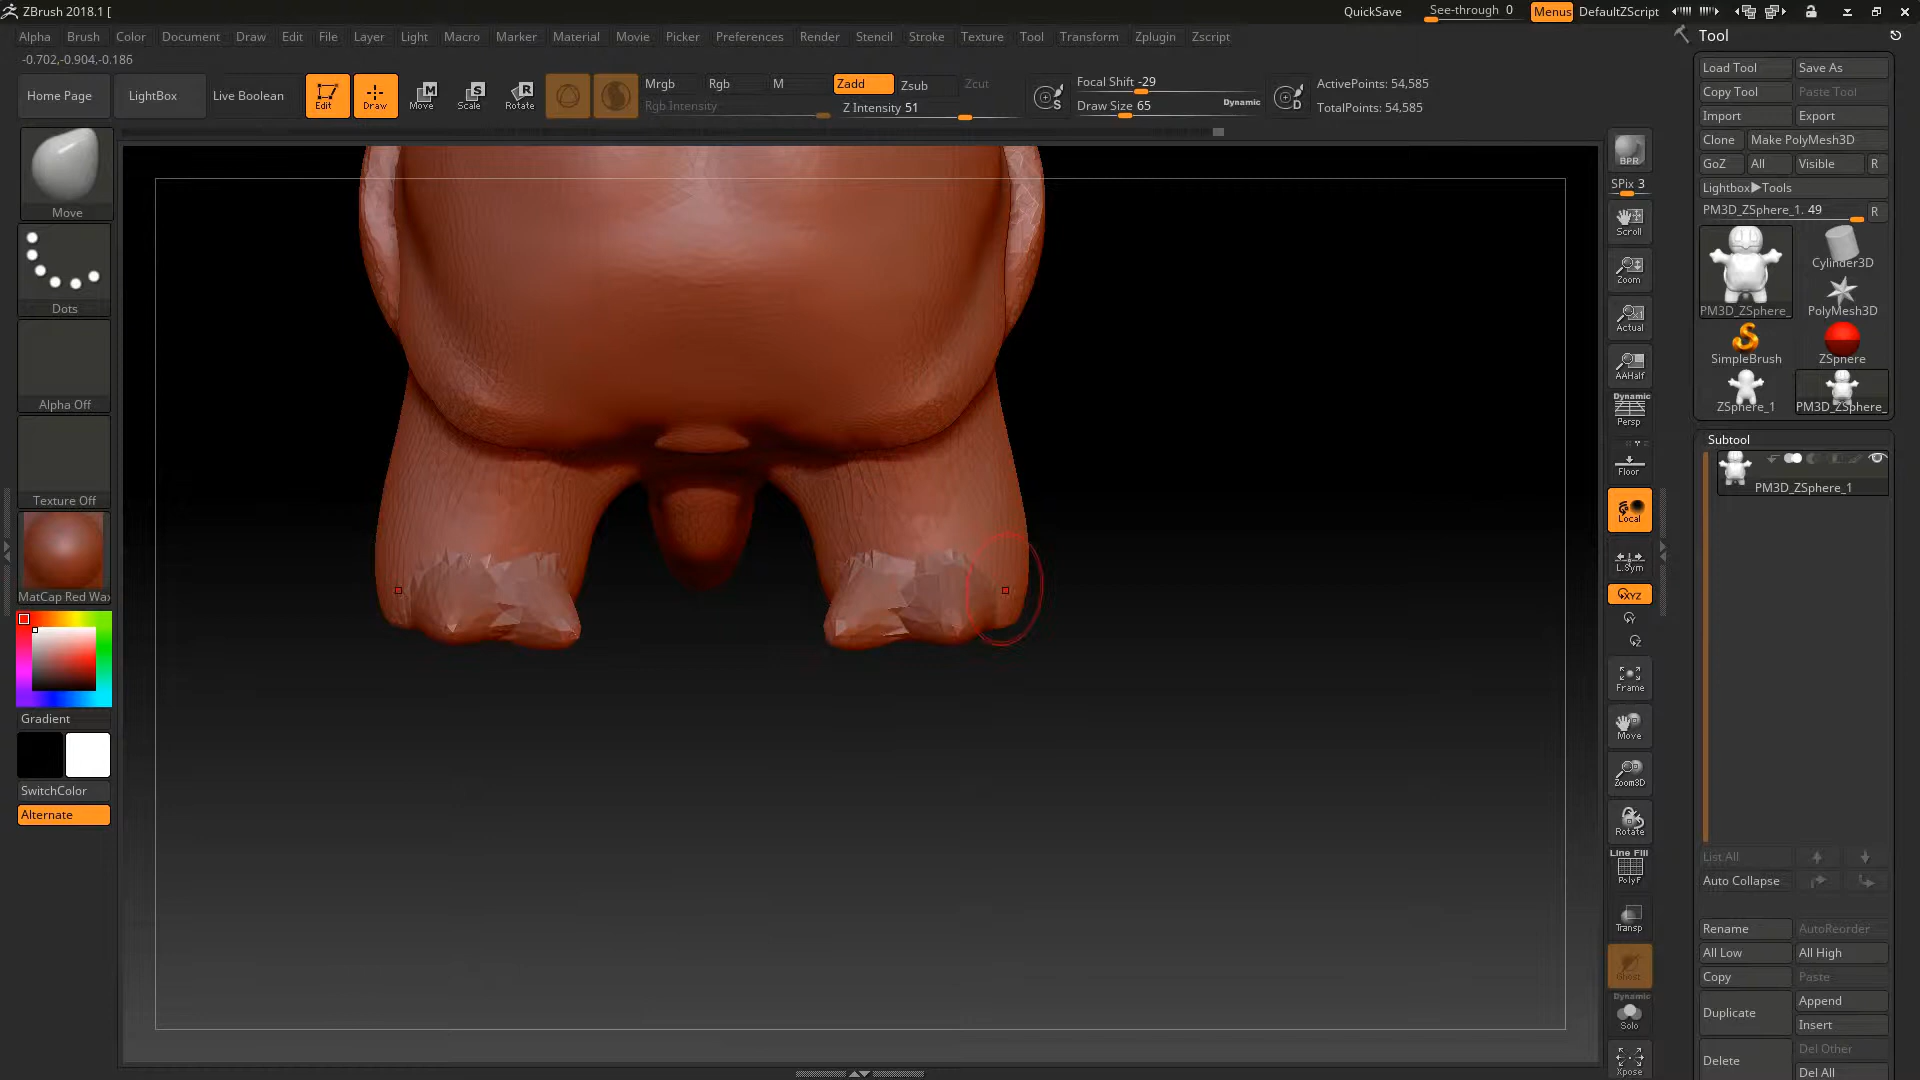 ZBrush 2018.1 [
QuickSave
See-through 0
Menus
DefaultZScript
Alpha Brush Color Document Draw Edit File Layer Light Macro Marker Material Movie Picker Preferences Render Stencil Stroke Texture Tool Transform Zplugin Zscript
-0.702,-0.904,-0.186
Home Page
LightBox
Live Boolean
Edit
Draw
Move
Scale
Rotate
Mrgb
Rgb
M
Rgb Intensity
Zadd
Zsub
Zcut
Z Intensity 51
Focal Shift -29
Draw Size 65
Dynamic
ActivePoints: 54,585
TotalPoints: 54,585
Move
Dots
Alpha Off
Texture Off
MatCap Red Wax
Gradient
SwitchColor
Alternate
BPR
SPix 3
Scroll
Zoom
Actual
AAHalf
Dynamic
Persp
Floor
Local
L.Sym
XYZ
Frame
Move
Zoom3D
Rotate
Line Fill
PolyF
Transp
Ghost
Dynamic
Solo
Xpose
Tool
Load Tool
Save As
Copy Tool
Paste Tool
Import
Export
Clone
Make PolyMesh3D
GoZ
All
Visible
R
Lightbox▶Tools
PM3D_ZSphere_1. 49
R
PM3D_ZSphere_
Cylinder3D
PolyMesh3D
SimpleBrush
ZSphere
ZSphere_1
PM3D_ZSphere_
Subtool
PM3D_ZSphere_1
List All
Auto Collapse
Rename
AutoReorder
All Low
All High
Copy
Paste
Duplicate
Append
Insert
Delete
Del Other
Del All